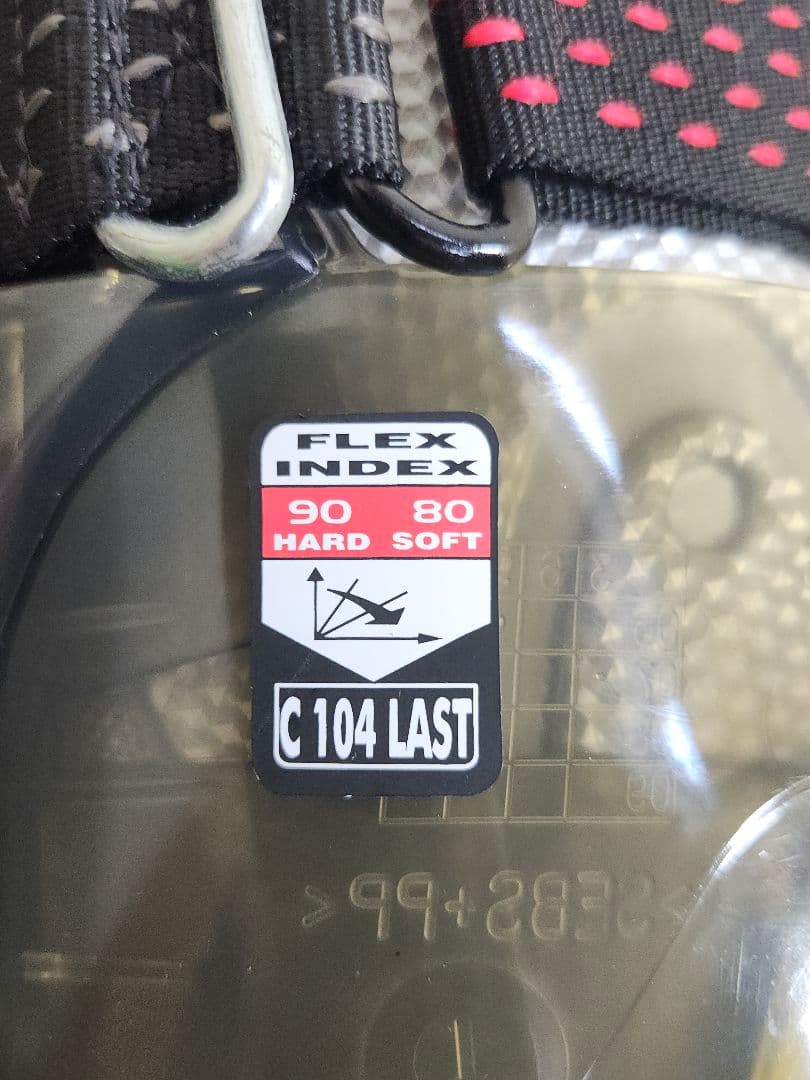 FLEX
INDEX
90 80
HARD SOFT
C 104 LAST
>SEBS+PP<